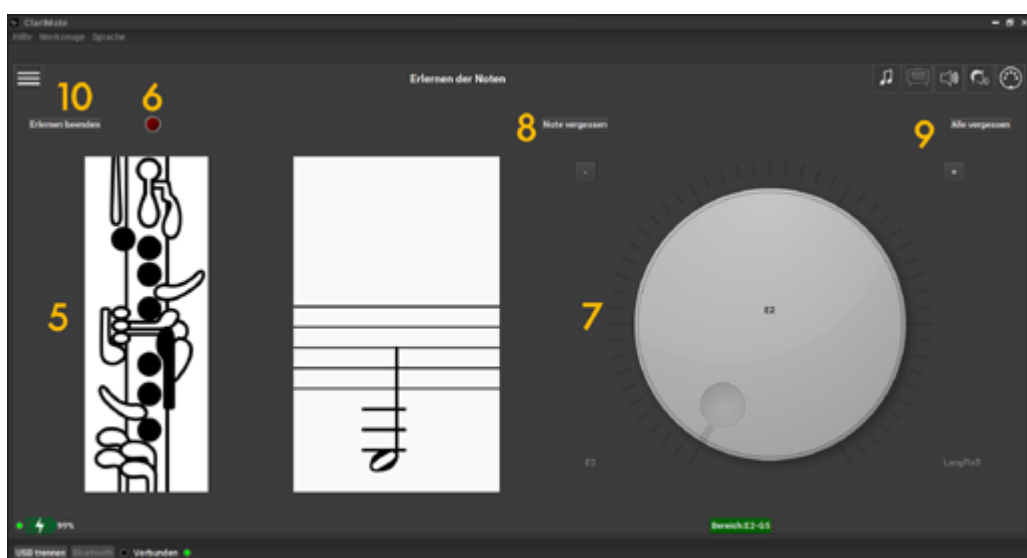 ClariMate
Hilfe Werkzeuge Sprache
Erlernen der Noten
10
6
Erlernen beenden
8 Note vergessen
9 Alle vergessen
5
7
E2
E2
99%
Bereich:E2-G5
USB trennen Bluetooth Verbunden